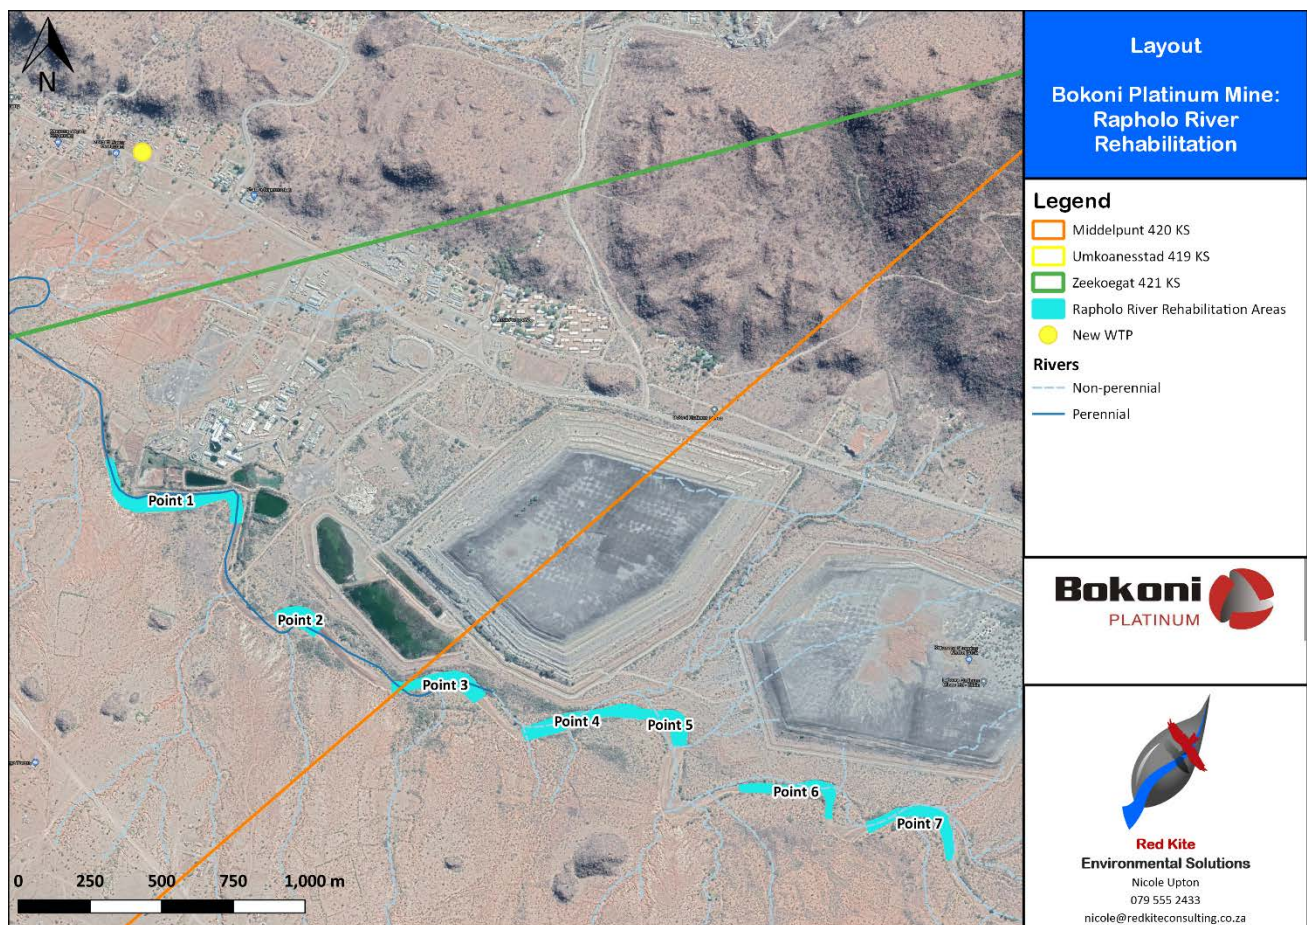 N
Point 1
Point 2
Point 3
Point 4
Point 5
Point 6
Point 7
0 250 500 750 1,000 m
Layout
Bokoni Platinum Mine:
Rapholo River
Rehabilitation
Legend
Middelpunt 420 KS
Umkoanesstad 419 KS
Zeekoegat 421 KS
Rapholo River Rehabilitation Areas
New WTP
Rivers
Non-perennial
Perennial
Bokoni
PLATINUM
Red Kite
Environmental Solutions
Nicole Upton
079 555 2433
nicole@redkiteconsulting.co.za